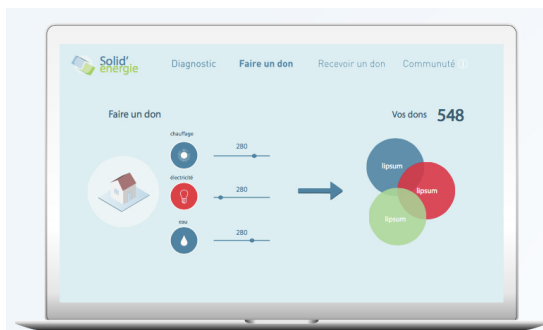 Solid'
énergie
Diagnostic
Faire un don
Recevoir un don
Communuté
Faire un don
Vos dons 548
chauffage
280
électricité
280
eau
280
lipsum
lipsum
lipsum